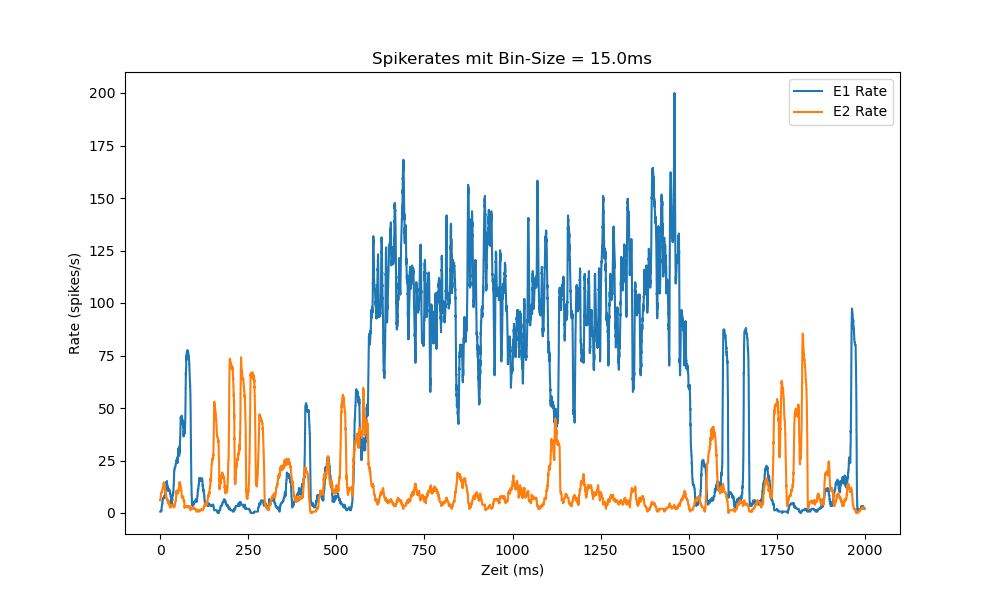 Spikerates mit Bin-Size = 15.0ms
E1 Rate
E2 Rate
Rate (spikes/s)
200
175
150
125
100
75
50
25
0
0 250 500 750 1000 1250 1500 1750 2000
Zeit (ms)